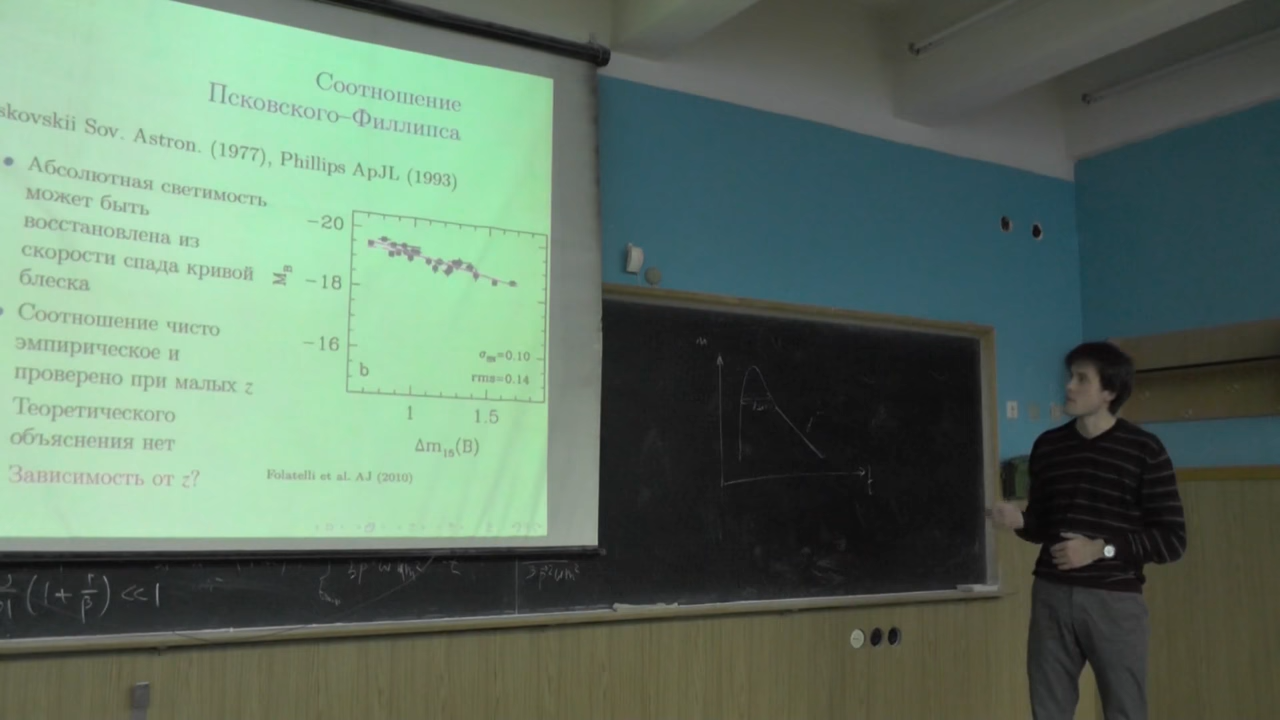 Соотношение
Псковского–Филлипса
skovskii Sov. Astron. (1977), Phillips ApJL (1993)
• Абсолютная светимость
может быть
восстановлена из
скорости спада кривой
блеска
• Соотношение чисто
эмпирическое и
проверено при малых z
Теоретического
объяснения нет
Зависимость от z?
−20
−18
−16
M_B
b
σ_m=0.10
rms=0.14
1 1.5
Δm₁₅(B)
Folatelli et al. AJ (2010)
m
t
(1 + r/β) << 1